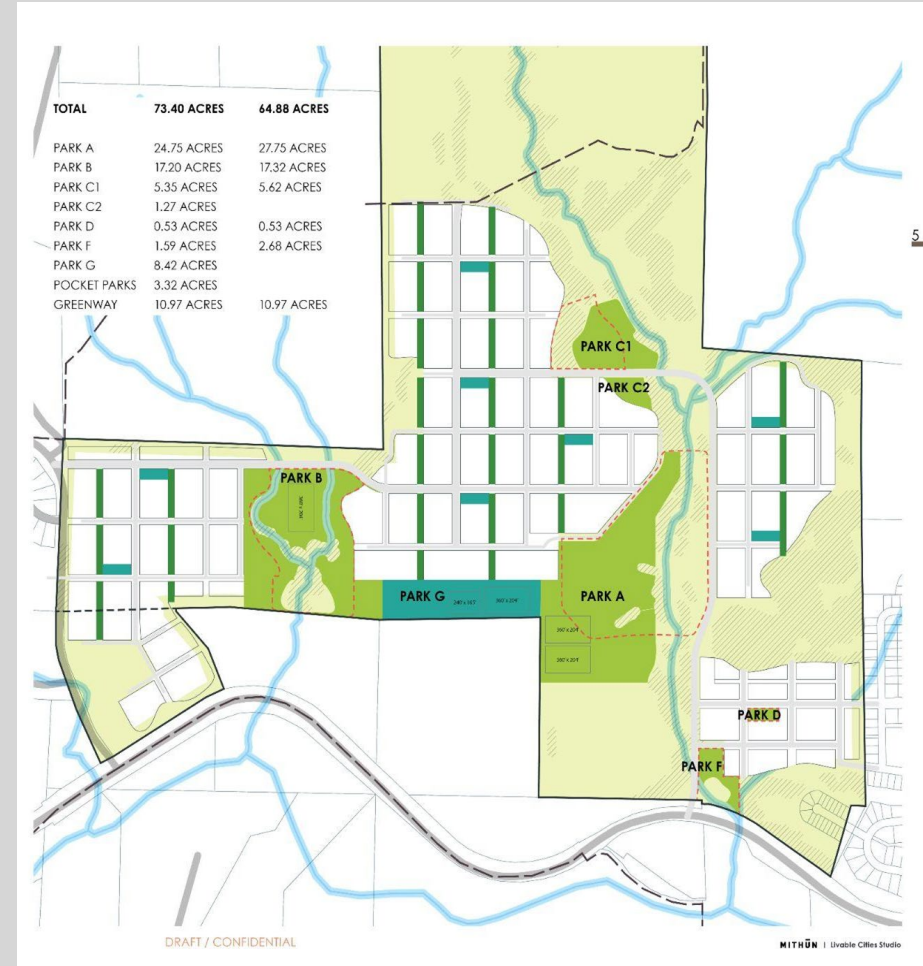 TOTAL 73.40 ACRES 64.88 ACRES
PARK A 24.75 ACRES 27.75 ACRES
PARK B 17.20 ACRES 17.32 ACRES
PARK C1 5.35 ACRES 5.62 ACRES
PARK C2 1.27 ACRES
PARK D 0.53 ACRES 0.53 ACRES
PARK F 1.59 ACRES 2.68 ACRES
PARK G 8.42 ACRES
POCKET PARKS 3.32 ACRES
GREENWAY 10.97 ACRES 10.97 ACRES
5
PARK C1
PARK C2
PARK B
PARK G
PARK A
PARK D
PARK F
DRAFT / CONFIDENTIAL
MITHŪN | Livable Cities Studio